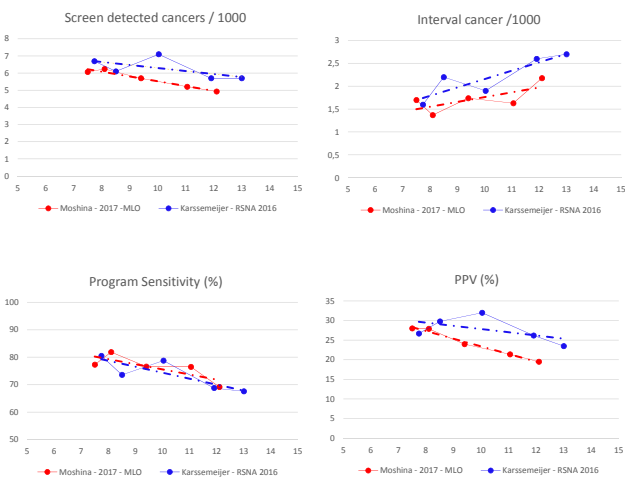 Screen detected cancers / 1000
8
7
6
5
4
3
2
1
0
5 6 7 8 9 10 11 12 13 14 15
Moshina - 2017 -MLO Karssemeijer - RSNA 2016
Interval cancer /1000
3
2,5
2
1,5
1
0,5
0
5 6 7 8 9 10 11 12 13 14 15
Moshina - 2017 - MLO Karssemeijer - RSNA 2016
Program Sensitivity (%)
100
90
80
70
60
50
5 6 7 8 9 10 11 12 13 14 15
Moshina - 2017 - MLO Karssemeijer - RSNA 2016
PPV (%)
35
30
25
20
15
10
5
0
5 6 7 8 9 10 11 12 13 14 15
Moshina - 2017 - MLO Karssemeijer - RSNA 2016